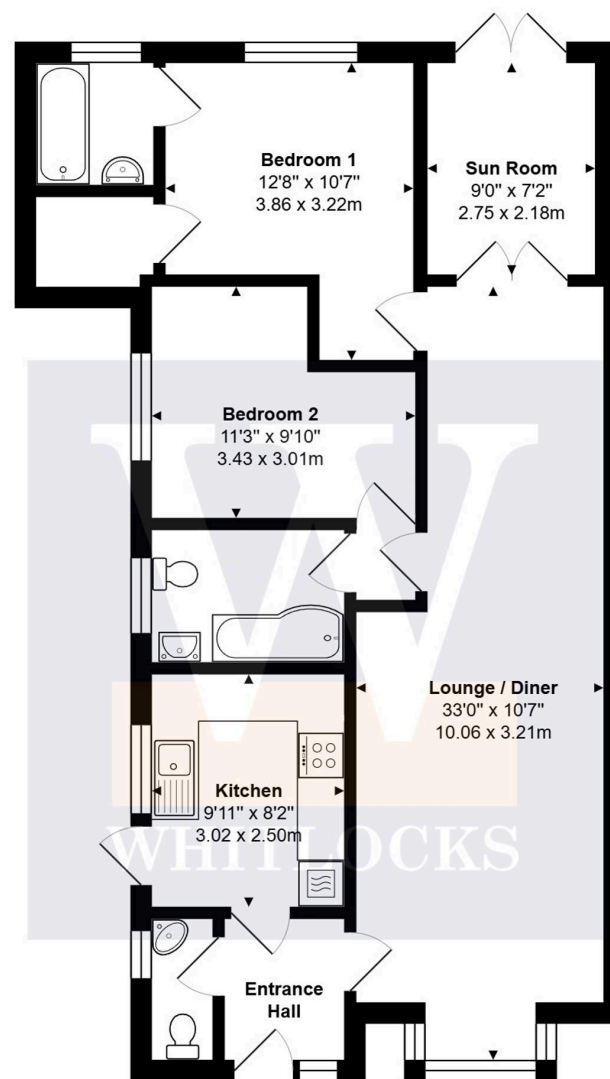 Bedroom 1
12'8" x 10'7"
3.86 x 3.22m
Sun Room
9'0" x 7'2"
2.75 x 2.18m
Bedroom 2
11'3" x 9'10"
3.43 x 3.01m
Lounge / Diner
33'0" x 10'7"
10.06 x 3.21m
Kitchen
9'11" x 8'2"
3.02 x 2.50m
W
WHITLOCKS
Entrance
Hall